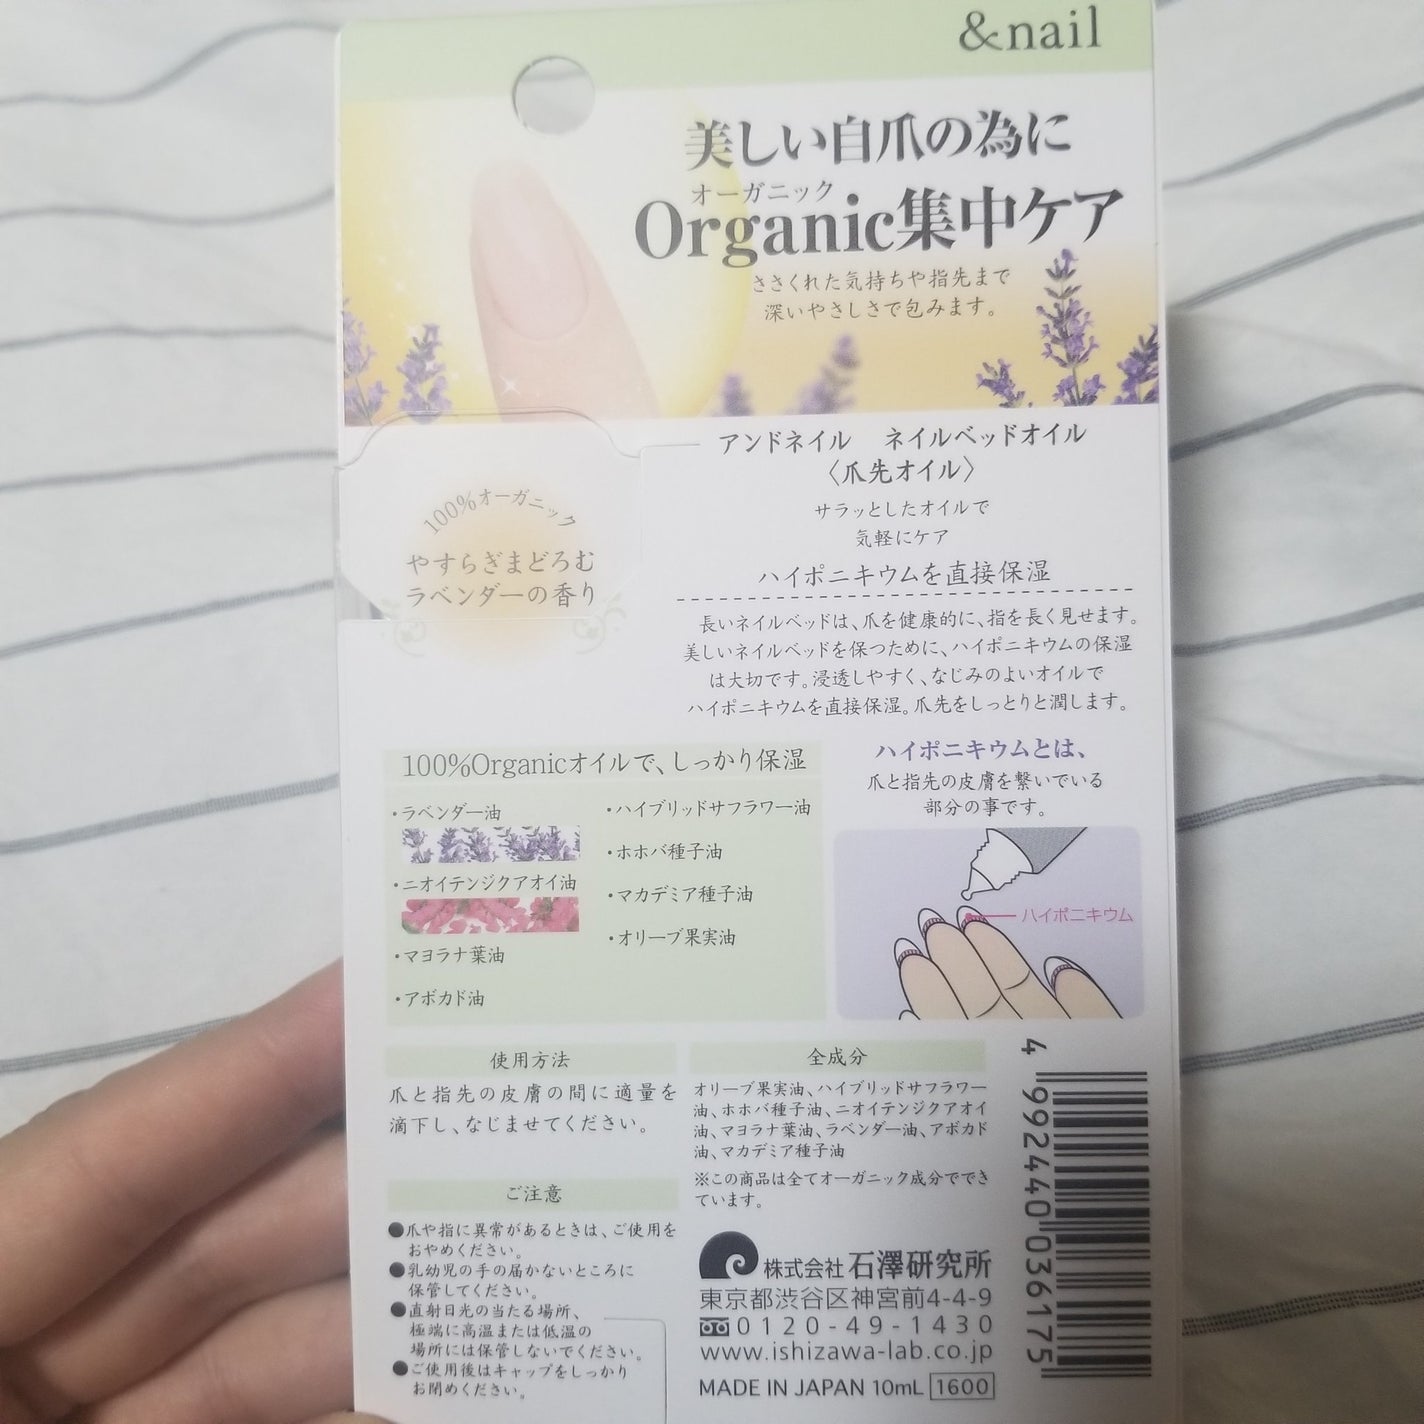 &nail
美しい自爪の為に
オーガニック
Organic集中ケア
ささくれた気持ちや指先まで
深いやさしさで包みます。
アンドネイル ネイルベッドオイル
〈爪先オイル〉
サラッとしたオイルで
気軽にケア
100%オーガニック
やすらぎまどろむ
ラベンダーの香り
ハイポニキウムを直接保湿
長いネイルベッドは、爪を健康的に、指を長く見せます。
美しいネイルベッドを保つために、ハイポニキウムの保湿
は大切です。浸透しやすく、なじみのよいオイルで
ハイポニキウムを直接保湿。爪先をしっとりと潤します。
100%Organicオイルで、しっかり保湿
・ラベンダー油
・ニオイテンジクアオイ油
・マヨラナ葉油
・アボカド油
・ハイブリッドサフラワー油
・ホホバ種子油
・マカデミア種子油
・オリーブ果実油
ハイポニキウムとは、
爪と指先の皮膚を繋いでいる
部分の事です。
ハイポニキウム
使用方法
爪と指先の皮膚の間に適量を
滴下し、なじませてください。
ご注意
●爪や指に異常があるときは、ご使用を
おやめください。
●乳幼児の手の届かないところに
保管してください。
●直射日光の当たる場所、
極端に高温または低温の
場所には保管しないでください。
●ご使用後はキャップをしっかり
お閉めください。
全成分
オリーブ果実油、ハイブリッドサフラワー
油、ホホバ種子油、ニオイテンジクアオイ
油、マヨラナ葉油、ラベンダー油、アボカド
油、マカデミア種子油
※この商品は全てオーガニック成分ででき
ています。
株式会社 石澤研究所
東京都渋谷区神宮前4-4-9
0120-49-1430
www.ishizawa-lab.co.jp
MADE IN JAPAN 10mL 1600
4 992440 036175